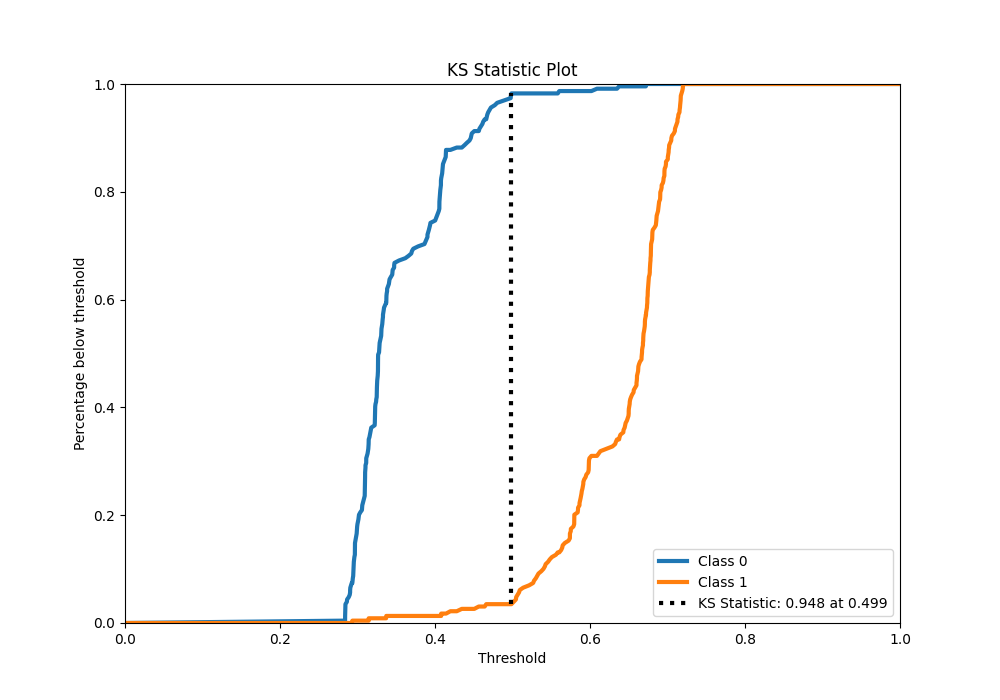 KS Statistic Plot
1.0
0.8
0.6
0.4
0.2
0.0
Percentage below threshold
0.0 0.2 0.4 0.6 0.8 1.0
Threshold
Class 0
Class 1
KS Statistic: 0.948 at 0.499